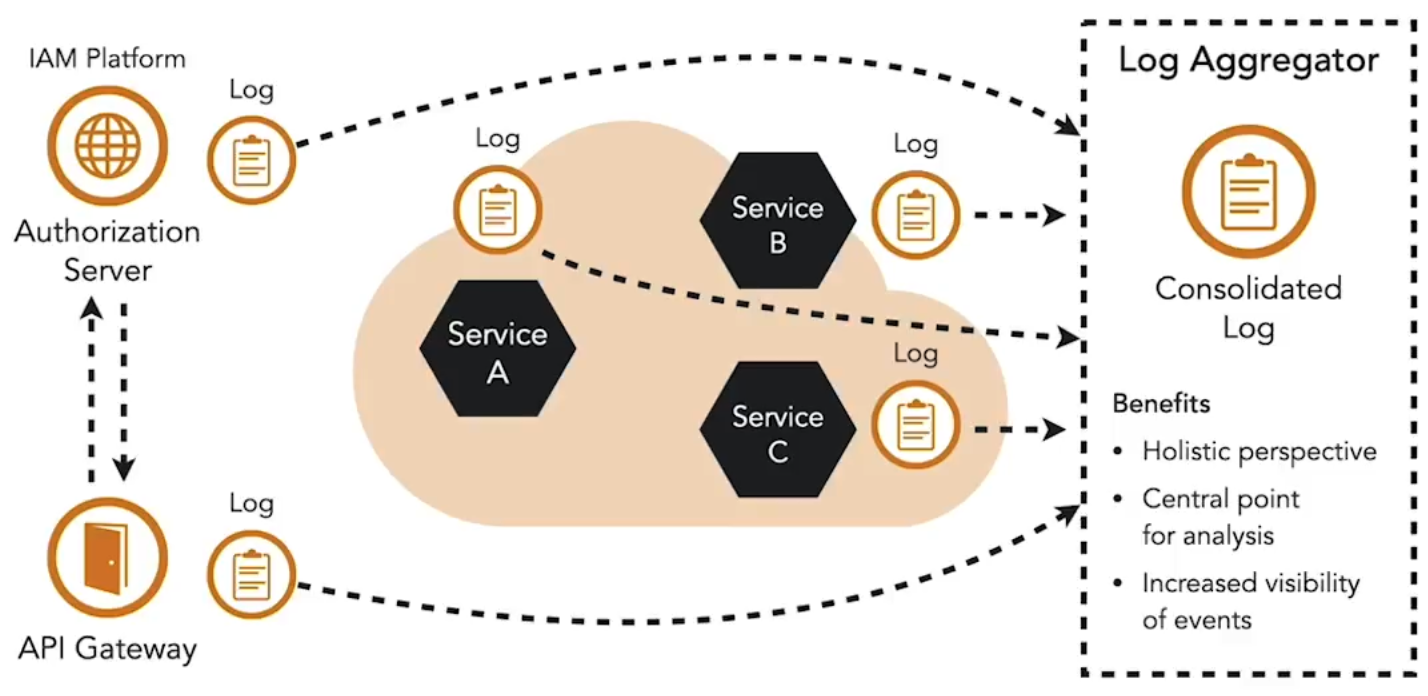 IAM Platform
Log
Authorization
Server
API Gateway
Log
Log
Service
A
Service
B
Log
Service
C
Log
Log Aggregator
Consolidated
Log
Benefits
• Holistic perspective
• Central point
for analysis
• Increased visibility
of events